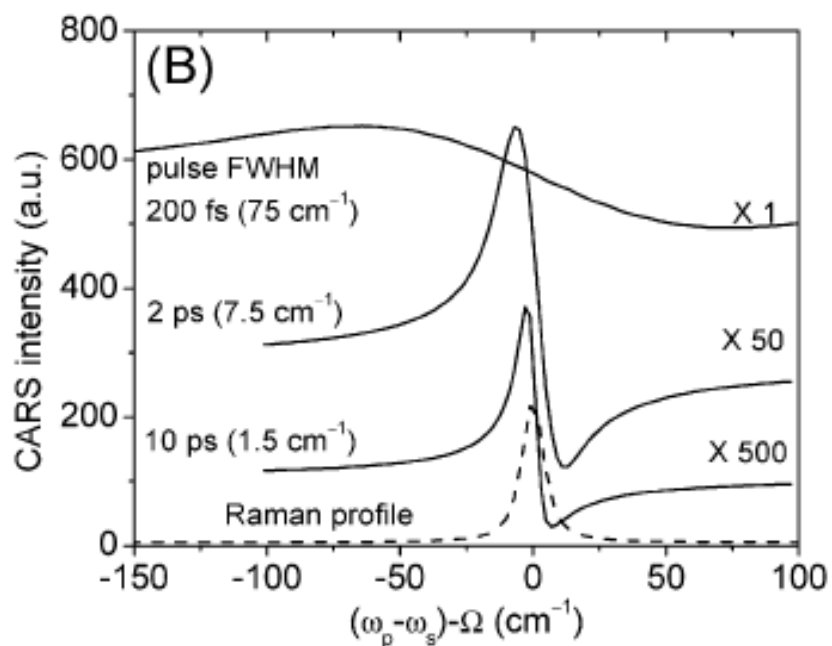 (B)
800
600
400
200
0
CARS intensity (a.u.)
pulse FWHM
200 fs (75 cm⁻¹)
X 1
2 ps (7.5 cm⁻¹)
X 50
10 ps (1.5 cm⁻¹)
X 500
Raman profile
-150 -100 -50 0 50 100
(ωp-ωs)-Ω (cm⁻¹)